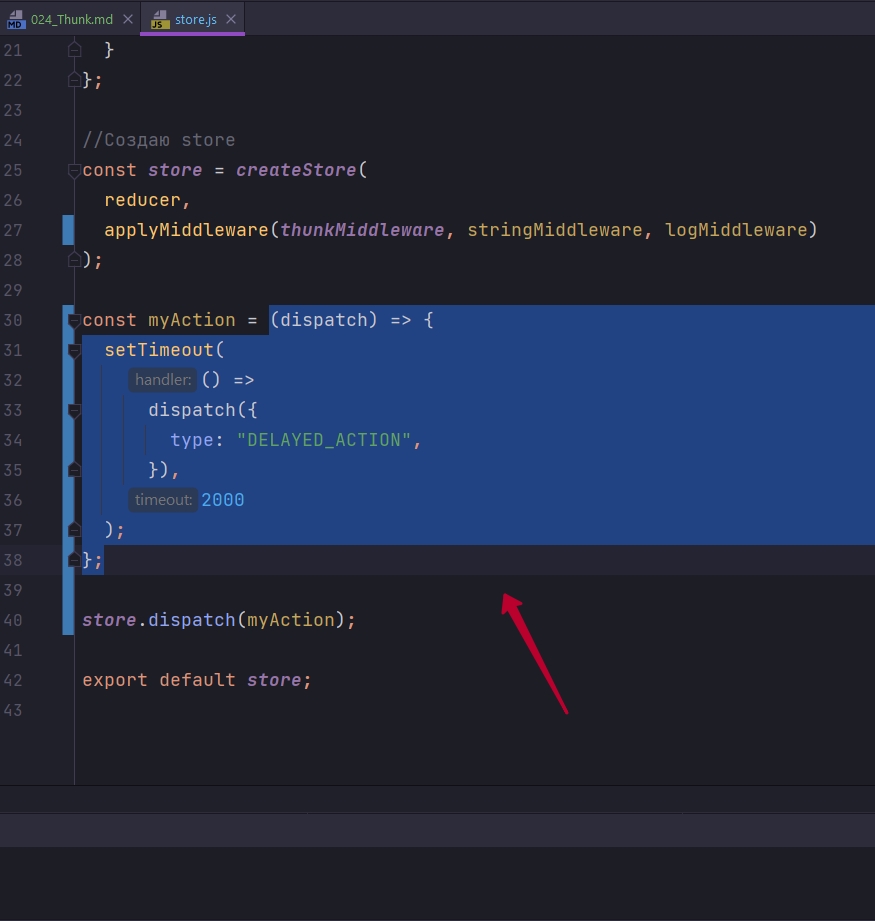 MD 024_Thunk.md × JS store.js ×
21 }
22 };
23
24 //Создаю store
25 const store = createStore(
26 reducer,
27 applyMiddleware(thunkMiddleware, stringMiddleware, logMiddleware)
28 );
29
30 const myAction = (dispatch) => {
31 setTimeout(
32 handler: () =>
33 dispatch({
34 type: "DELAYED_ACTION",
35 }),
36 timeout: 2000
37 );
38 };
39
40 store.dispatch(myAction);
41
42 export default store;
43